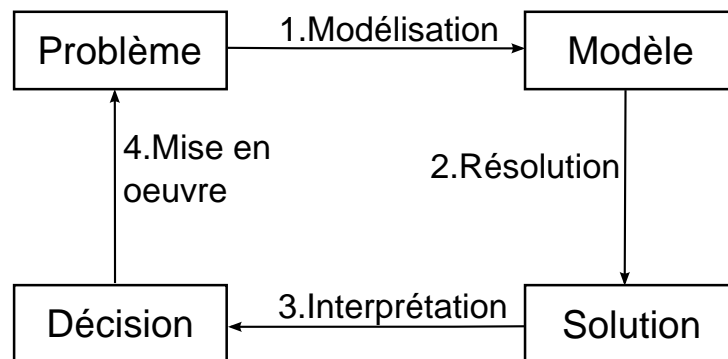 Problème
1.Modélisation
Modèle
4.Mise en
oeuvre
2.Résolution
Décision
3.Interprétation
Solution